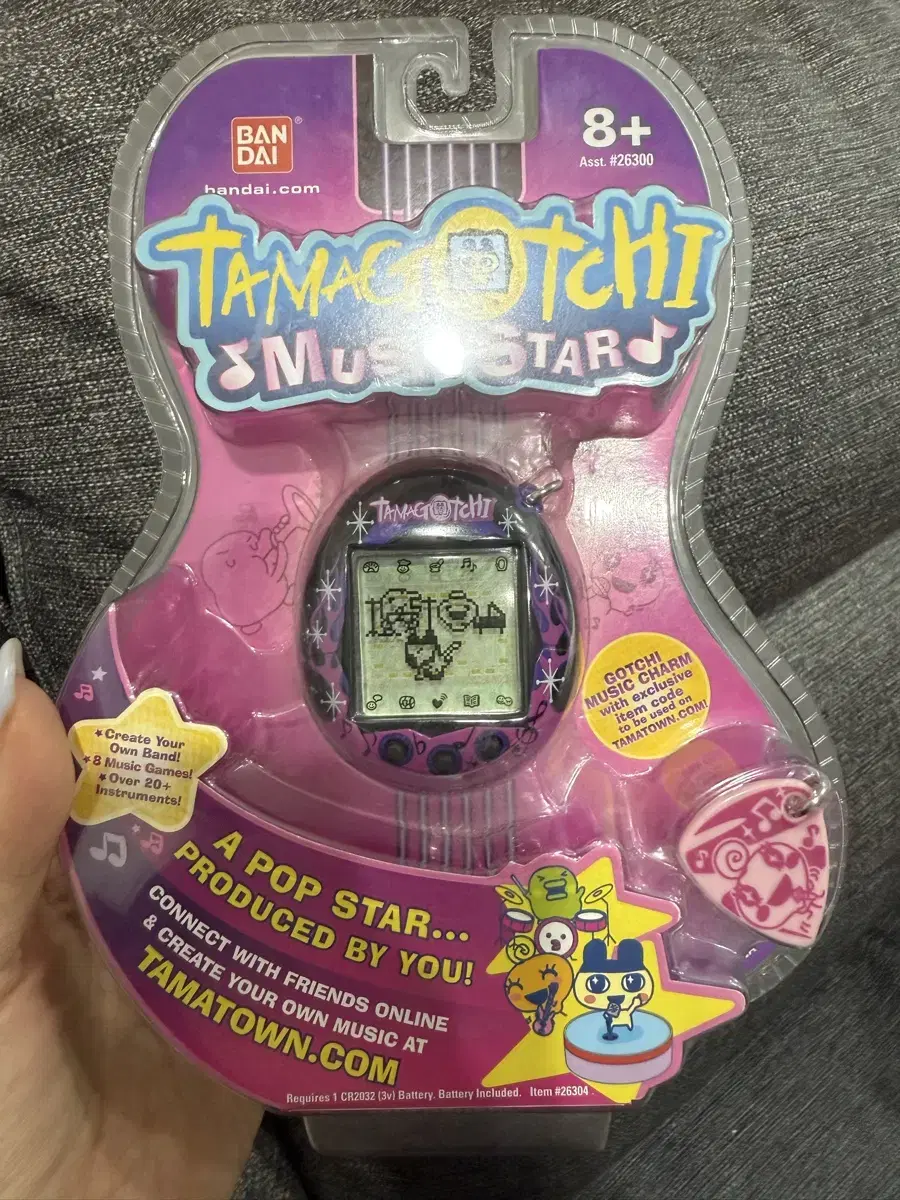 BAN
DAI
®
bandai.com
8+
Asst. #26300
TAMAGOTCHI
MUSIC STAR
TAMAGOTCHI
GOTCHI
MUSIC CHARM
with exclusive
item code
to be used on
TAMATOWN.COM!
★Create Your
Own Band!
★8 Music Games!
★Over 20+
Instruments!
A POP STAR...
PRODUCED BY YOU!
CONNECT WITH FRIENDS ONLINE
& CREATE YOUR OWN MUSIC AT
TAMATOWN.COM
Requires 1 CR2032 (3v) Battery. Battery Included. Item #26304